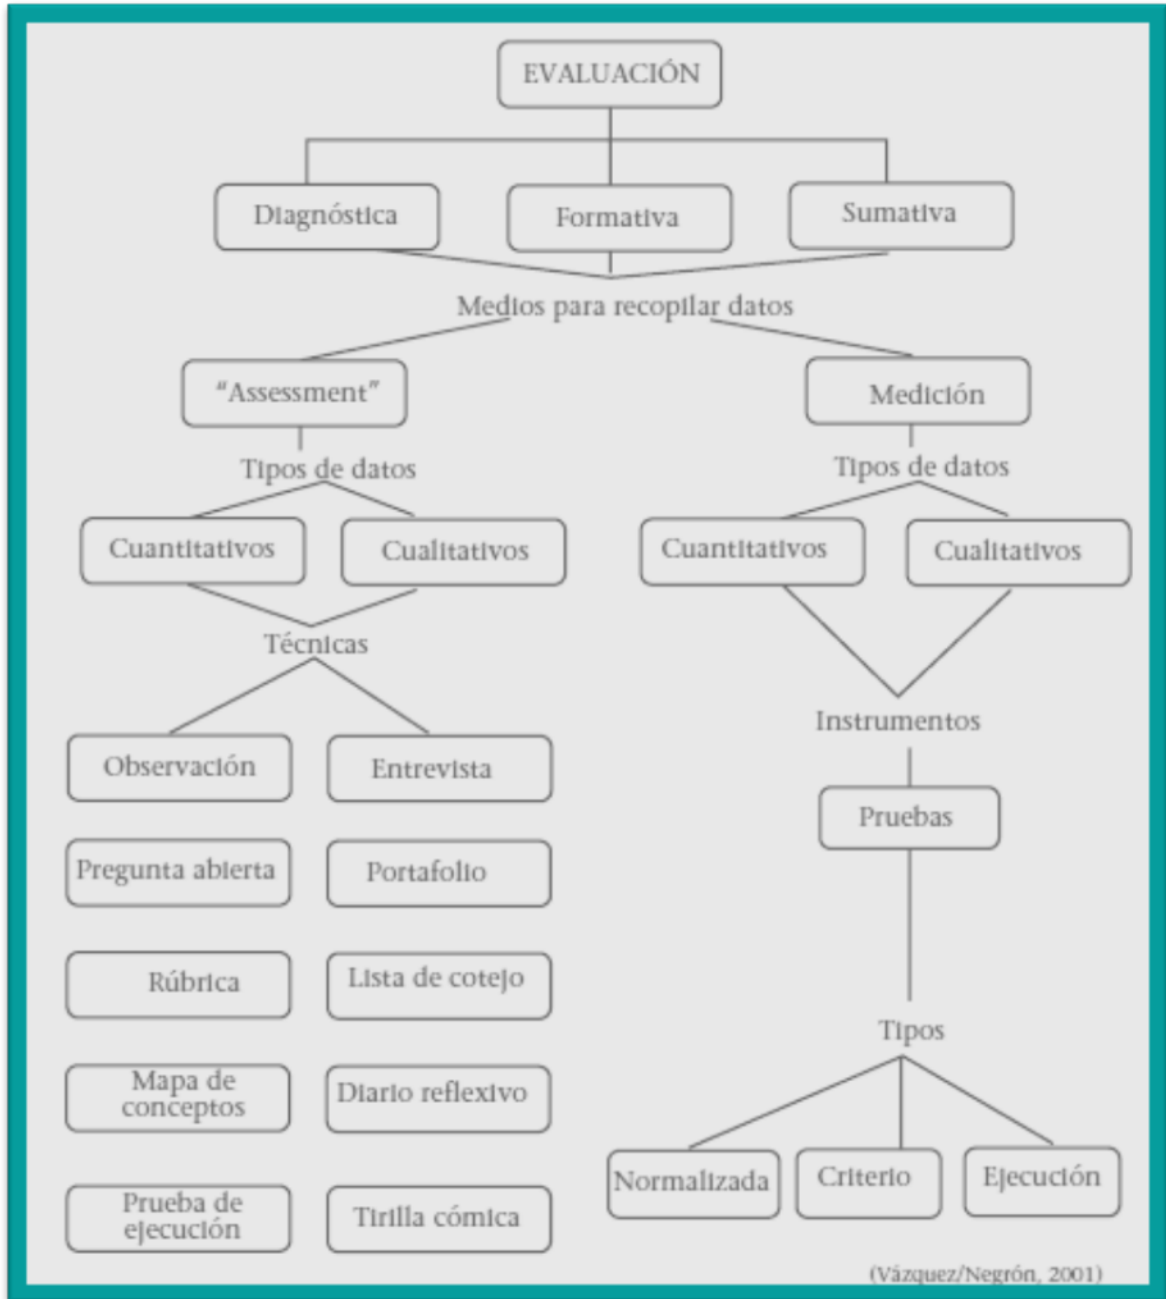 EVALUACIÓN
Diagnóstica
Formativa
Sumativa
Medios para recopilar datos
“Assessment”
Medición
Tipos de datos
Tipos de datos
Cuantitativos
Cualitativos
Cuantitativos
Cualitativos
Técnicas
Instrumentos
Observación
Entrevista
Pruebas
Pregunta abierta
Portafolio
Rúbrica
Lista de cotejo
Tipos
Mapa de
conceptos
Diario reflexivo
Normalizada
Criterio
Ejecución
Prueba de
ejecución
Tirilla cómica
(Vázquez/Negrón, 2001)